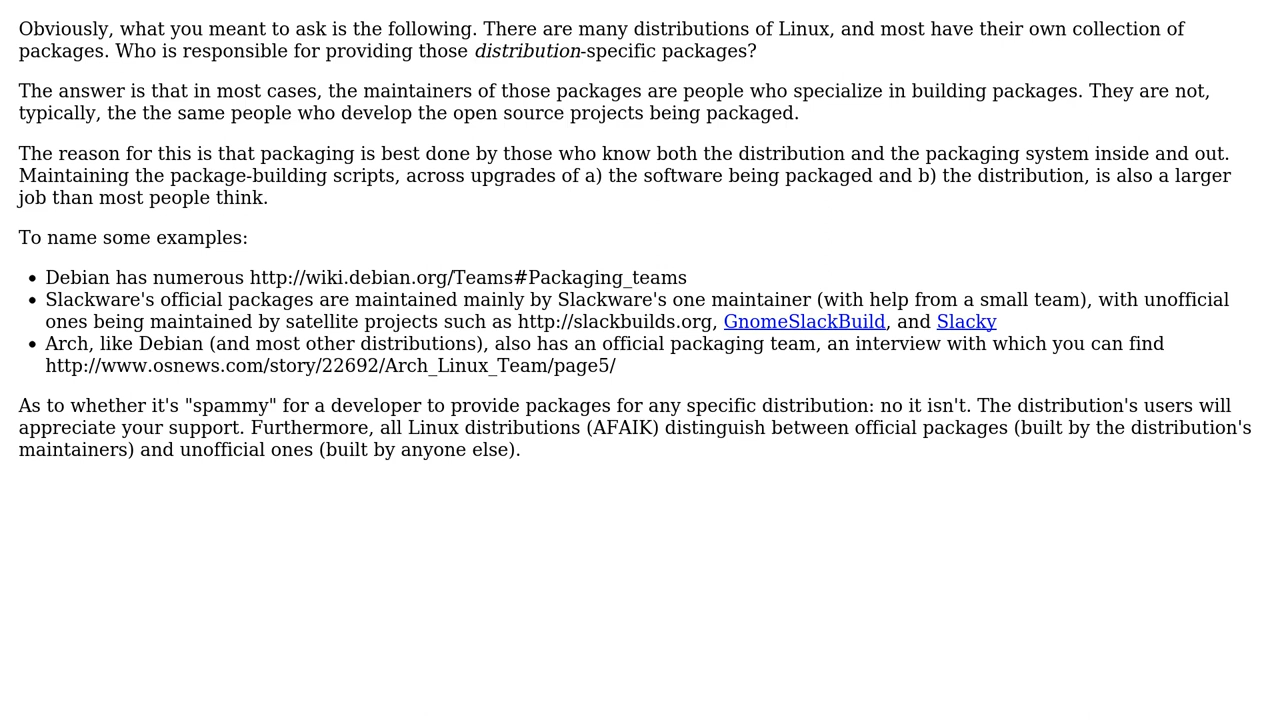 Obviously, what you meant to ask is the following. There are many distributions of Linux, and most have their own collection of
packages. Who is responsible for providing those distribution-specific packages?
The answer is that in most cases, the maintainers of those packages are people who specialize in building packages. They are not,
typically, the the same people who develop the open source projects being packaged.
The reason for this is that packaging is best done by those who know both the distribution and the packaging system inside and out.
Maintaining the package-building scripts, across upgrades of a) the software being packaged and b) the distribution, is also a larger
job than most people think.
To name some examples:
• Debian has numerous http://wiki.debian.org/Teams#Packaging_teams
• Slackware's official packages are maintained mainly by Slackware's one maintainer (with help from a small team), with unofficial
ones being maintained by satellite projects such as http://slackbuilds.org, GnomeSlackBuild, and Slacky
• Arch, like Debian (and most other distributions), also has an official packaging team, an interview with which you can find
http://www.osnews.com/story/22692/Arch_Linux_Team/page5/
As to whether it's "spammy" for a developer to provide packages for any specific distribution: no it isn't. The distribution's users will
appreciate your support. Furthermore, all Linux distributions (AFAIK) distinguish between official packages (built by the distribution's
maintainers) and unofficial ones (built by anyone else).